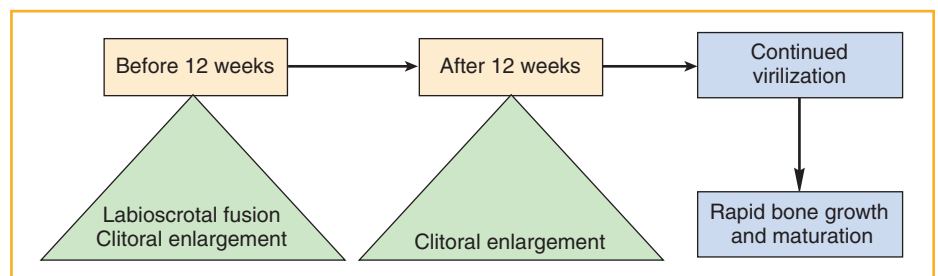 Before 12 weeks
After 12 weeks
Continued
virilization
Labioscrotal fusion
Clitoral enlargement
Clitoral enlargement
Rapid bone growth
and maturation